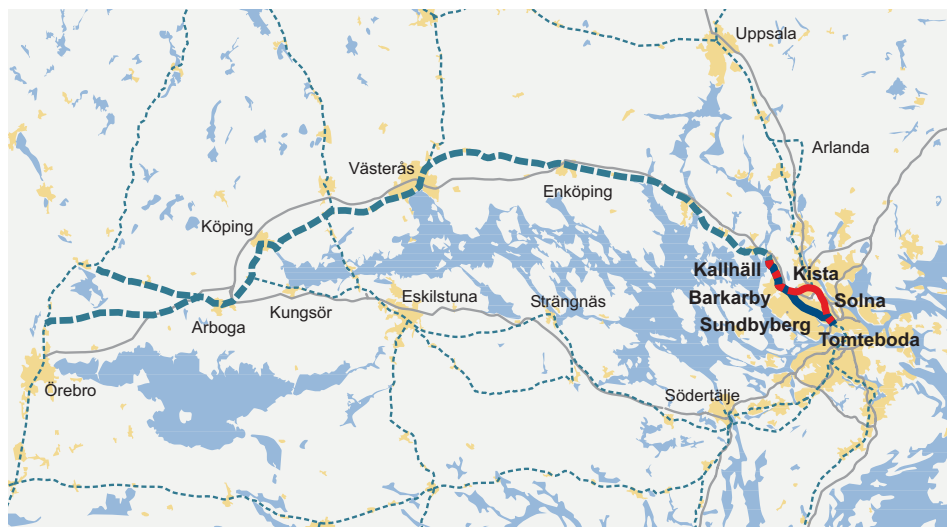 Uppsala
Arlanda
Västerås
Enköping
Köping
Kallhäll
Kista
Barkarby
Solna
Eskilstuna
Strängnäs
Kungsör
Arboga
Sundbyberg
Tomteboda
Örebro
Södertälje